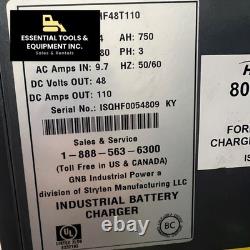 ESSENTIAL TOOLS &
EQUIPMENT INC.
Sales & Rentals
HF48T110
AH: 750
80 PH: 3
AC Amps IN: 9.7 HZ: 50/60
DC Volts OUT: 48
DC Amps OUT: 110
Serial No.: ISQHF0054809 KY
Sales & Service
1-888-563-6300
(Toll Free in US & CANADA)
GNB Industrial Power a
division of Stryten Manufacturing LLC
INDUSTRIAL BATTERY
CHARGER
UL
LISTED
BC
80
FOR
CHARG